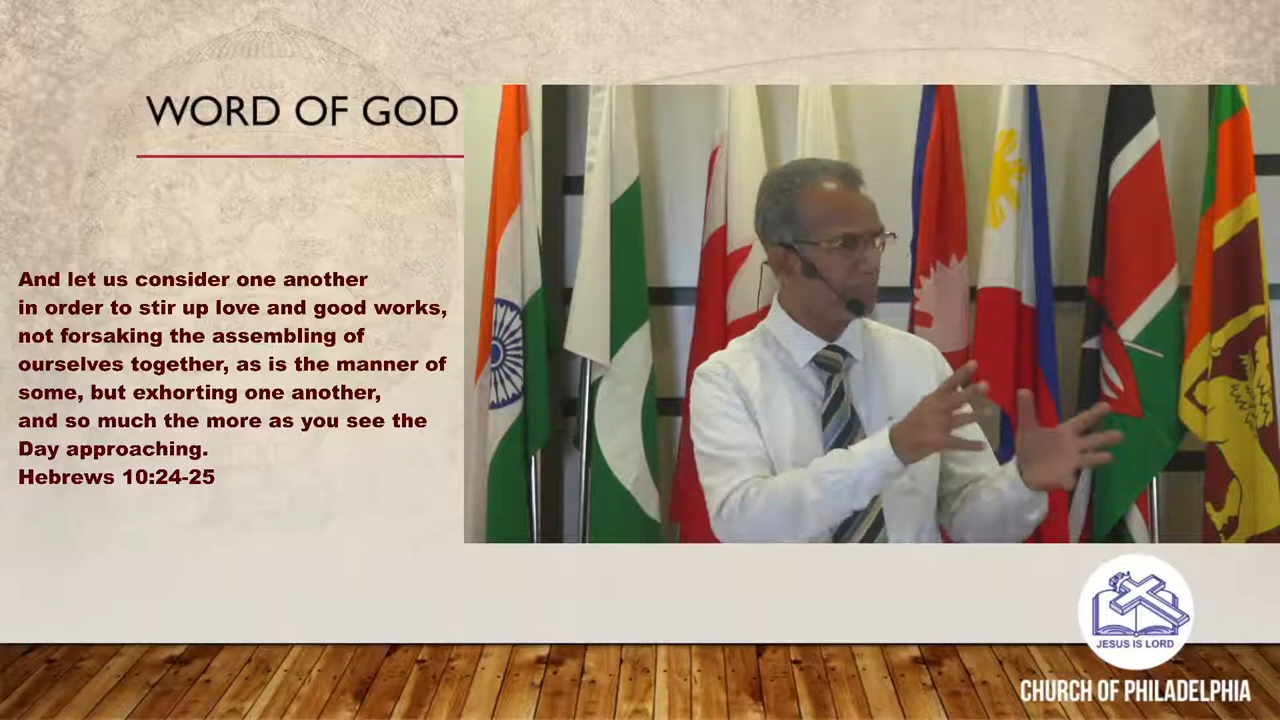 WORD OF GOD
And let us consider one another
in order to stir up love and good works,
not forsaking the assembling of
ourselves together, as is the manner of
some, but exhorting one another,
and so much the more as you see the
Day approaching.
Hebrews 10:24-25
JESUS IS LORD
CHURCH OF PHILADELPHIA